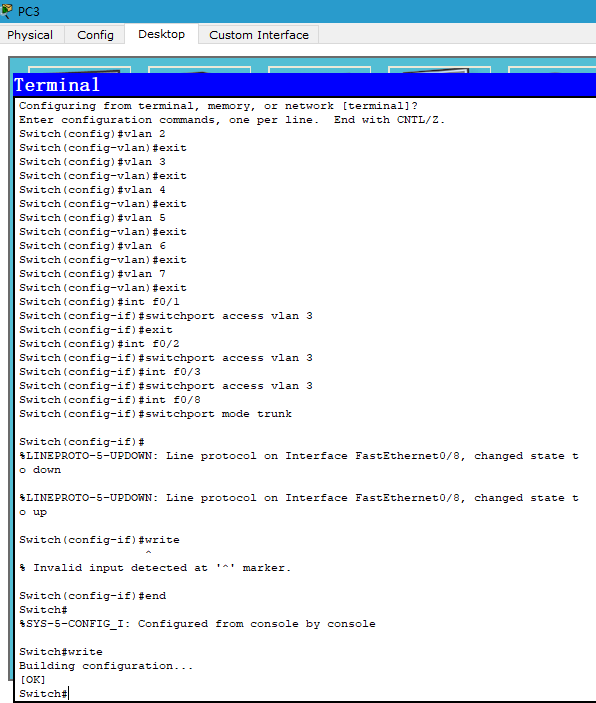 PC3
Physical Config Desktop Custom Interface
Terminal
Configuring from terminal, memory, or network [terminal]?
Enter configuration commands, one per line.  End with CNTL/Z.
Switch(config)#vlan 2
Switch(config-vlan)#exit
Switch(config)#vlan 3
Switch(config-vlan)#exit
Switch(config)#vlan 4
Switch(config-vlan)#exit
Switch(config)#vlan 5
Switch(config-vlan)#exit
Switch(config)#vlan 6
Switch(config-vlan)#exit
Switch(config)#vlan 7
Switch(config-vlan)#exit
Switch(config)#int f0/1
Switch(config-if)#switchport access vlan 3
Switch(config-if)#exit
Switch(config)#int f0/2
Switch(config-if)#switchport access vlan 3
Switch(config-if)#int f0/3
Switch(config-if)#switchport access vlan 3
Switch(config-if)#int f0/8
Switch(config-if)#switchport mode trunk
Switch(config-if)#
%LINEPROTO-5-UPDOWN: Line protocol on Interface FastEthernet0/8, changed state t
o down
%LINEPROTO-5-UPDOWN: Line protocol on Interface FastEthernet0/8, changed state t
o up
Switch(config-if)#write
^
% Invalid input detected at '^' marker.
Switch(config-if)#end
Switch#
%SYS-5-CONFIG_I: Configured from console by console
Switch#write
Building configuration...
[OK]
Switch#